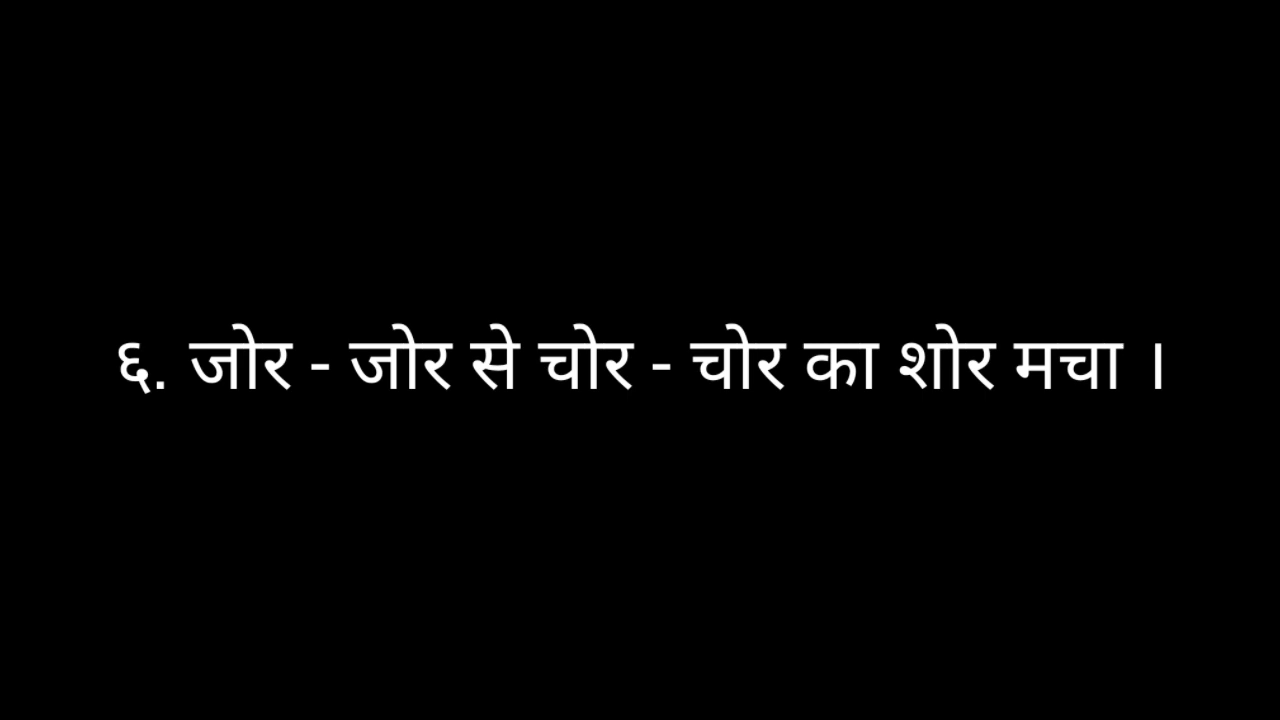 ६. जोर - जोर से चोर - चोर का शोर मचा ।